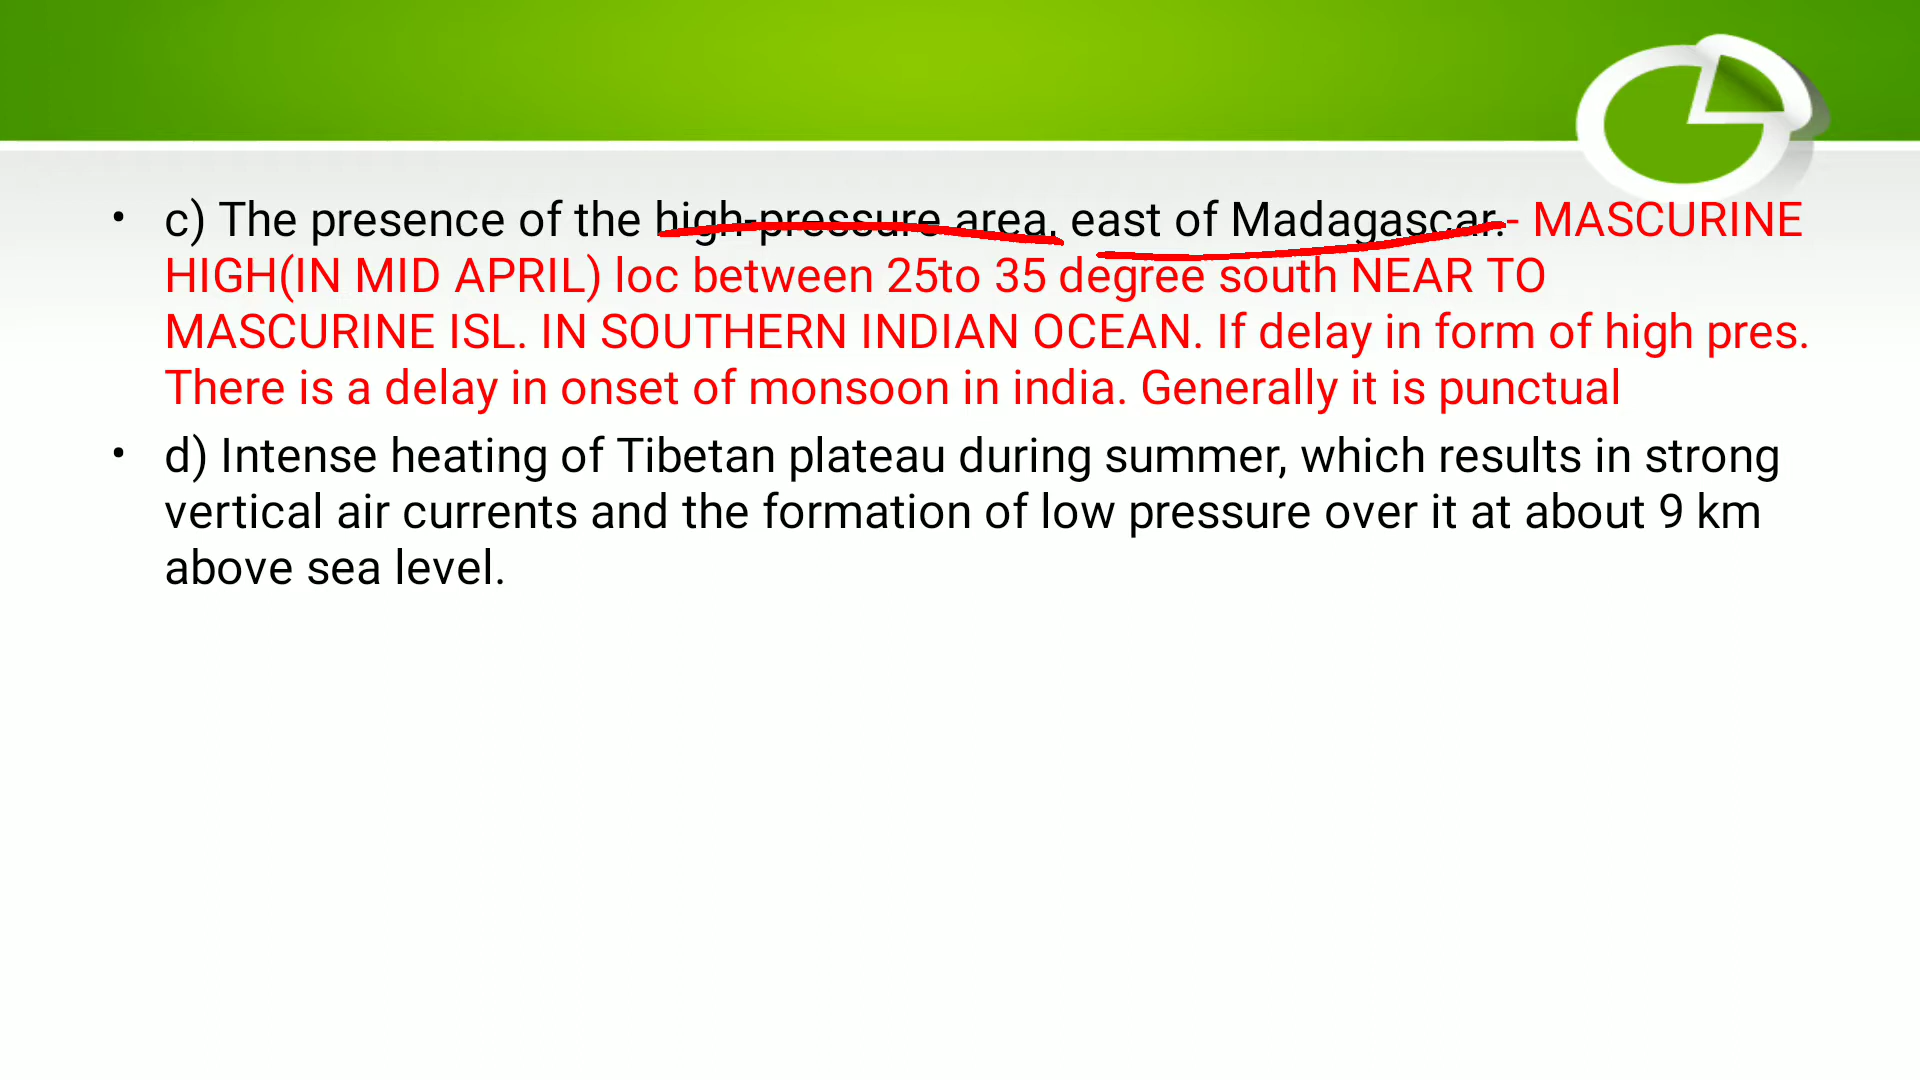 • c) The presence of the high-pressure area, east of Madagascar.- MASCURINE
HIGH(IN MID APRIL) loc between 25to 35 degree south NEAR TO
MASCURINE ISL. IN SOUTHERN INDIAN OCEAN. If delay in form of high pres.
There is a delay in onset of monsoon in india. Generally it is punctual
• d) Intense heating of Tibetan plateau during summer, which results in strong
vertical air currents and the formation of low pressure over it at about 9 km
above sea level.